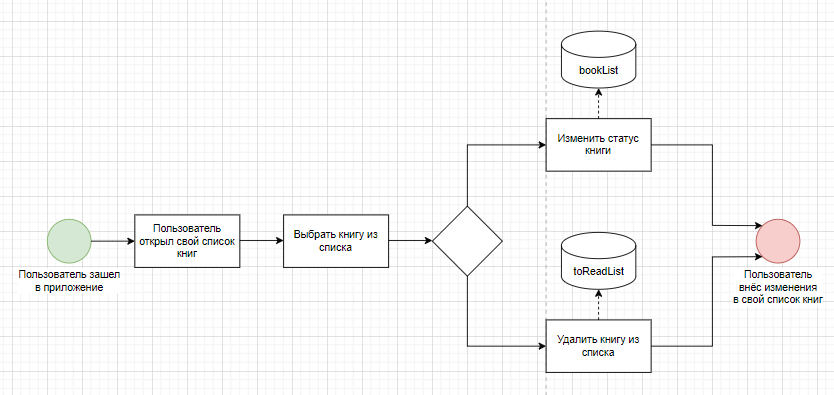 Пользователь зашел
в приложение
Пользователь
открыл свой список
книг
Выбрать книгу из
списка
bookList
Изменить статус
книги
toReadList
Удалить книгу из
списка
Пользователь
внёс изменения
в свой список книг